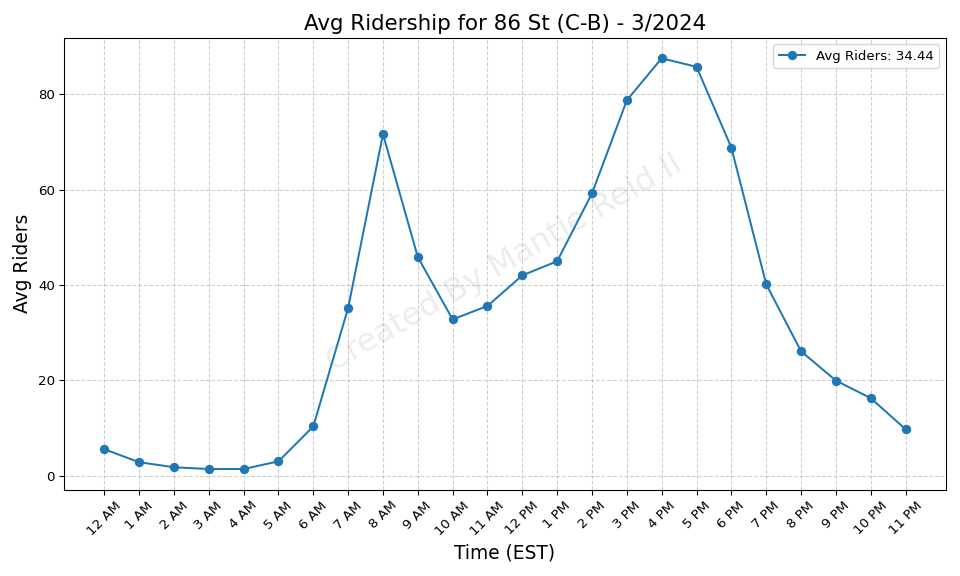 Avg Ridership for 86 St (C-B) - 3/2024
Avg Riders: 34.44
Avg Riders
80
60
40
20
0
Created By Mantie Reid II
12 AM
1 AM
2 AM
3 AM
4 AM
5 AM
6 AM
7 AM
8 AM
9 AM
10 AM
11 AM
12 PM
1 PM
2 PM
3 PM
4 PM
5 PM
6 PM
7 PM
8 PM
9 PM
10 PM
11 PM
Time (EST)